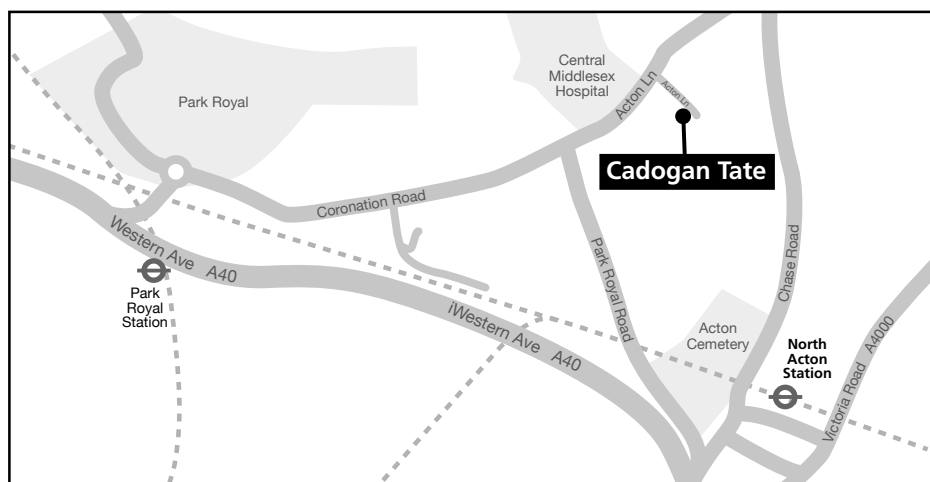 Central
Middlesex
Hospital
Park Royal
Acton Ln
Acton Ln
Cadogan Tate
Coronation Road
Western Ave A40
Park
Royal
Station
iWestern Ave A40
Park Royal Road
Chase Road
Acton
Cemetery
North
Acton
Station
Victoria Road A4000